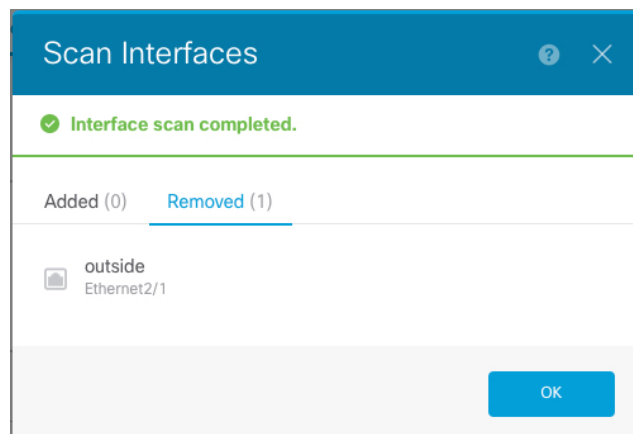 Scan Interfaces
Interface scan completed.
Added (0) Removed (1)
outside
Ethernet2/1
OK